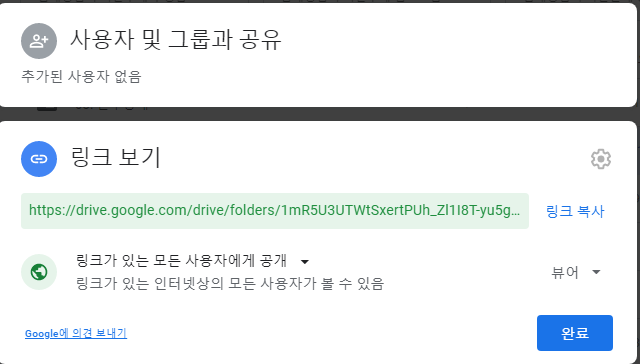 사용자 및 그룹과 공유
추가된 사용자 없음
링크 보기
https://drive.google.com/drive/folders/1mR5U3UTWtSxertPUh_Zl1I8T-yu5g...
링크 복사
링크가 있는 모든 사용자에게 공개
링크가 있는 인터넷상의 모든 사용자가 볼 수 있음
뷰어
Google에 의견 보내기
완료